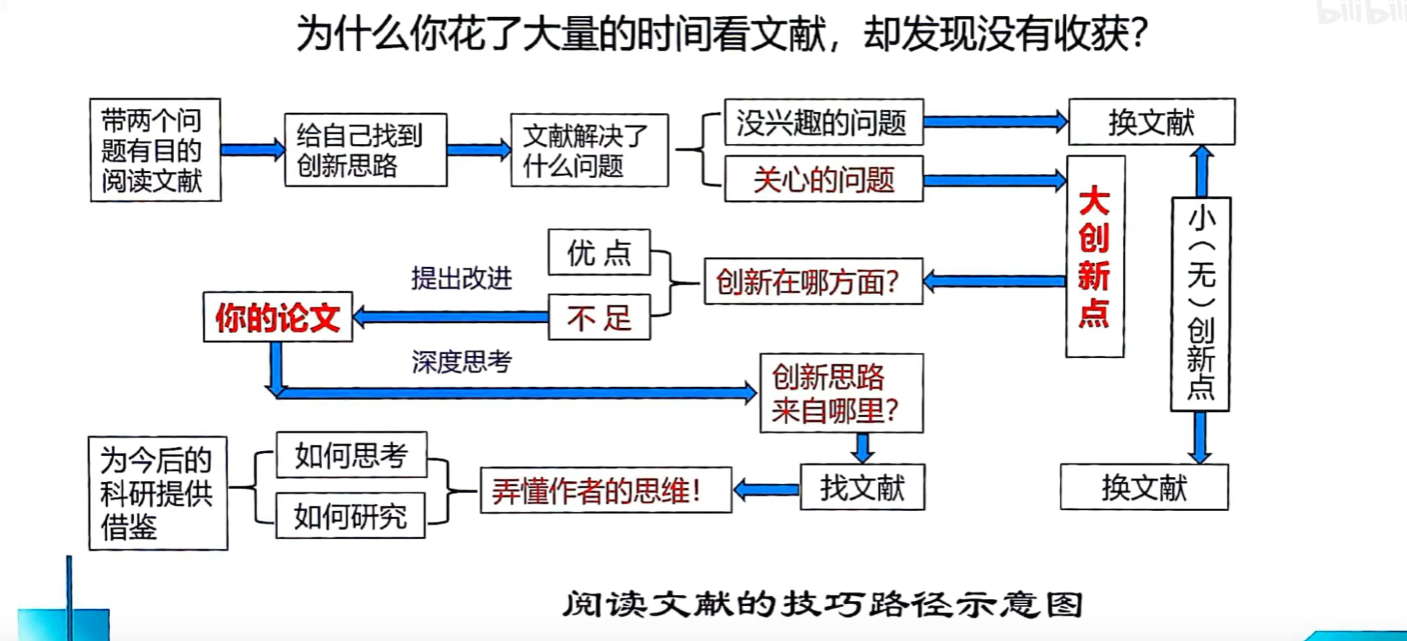 bilibili
为什么你花了大量的时间看文献，却发现没有收获？
带两个问
题有目的
阅读文献
给自己找到
创新思路
文献解决了
什么问题
没兴趣的问题
换文献
关心的问题
大创新点
小（无）创新点
优 点
创新在哪方面？
提出改进
不 足
你的论文
深度思考
创新思路
来自哪里？
换文献
找文献
弄懂作者的思维！
如何思考
如何研究
为今后的
科研提供
借鉴
阅读文献的技巧路径示意图